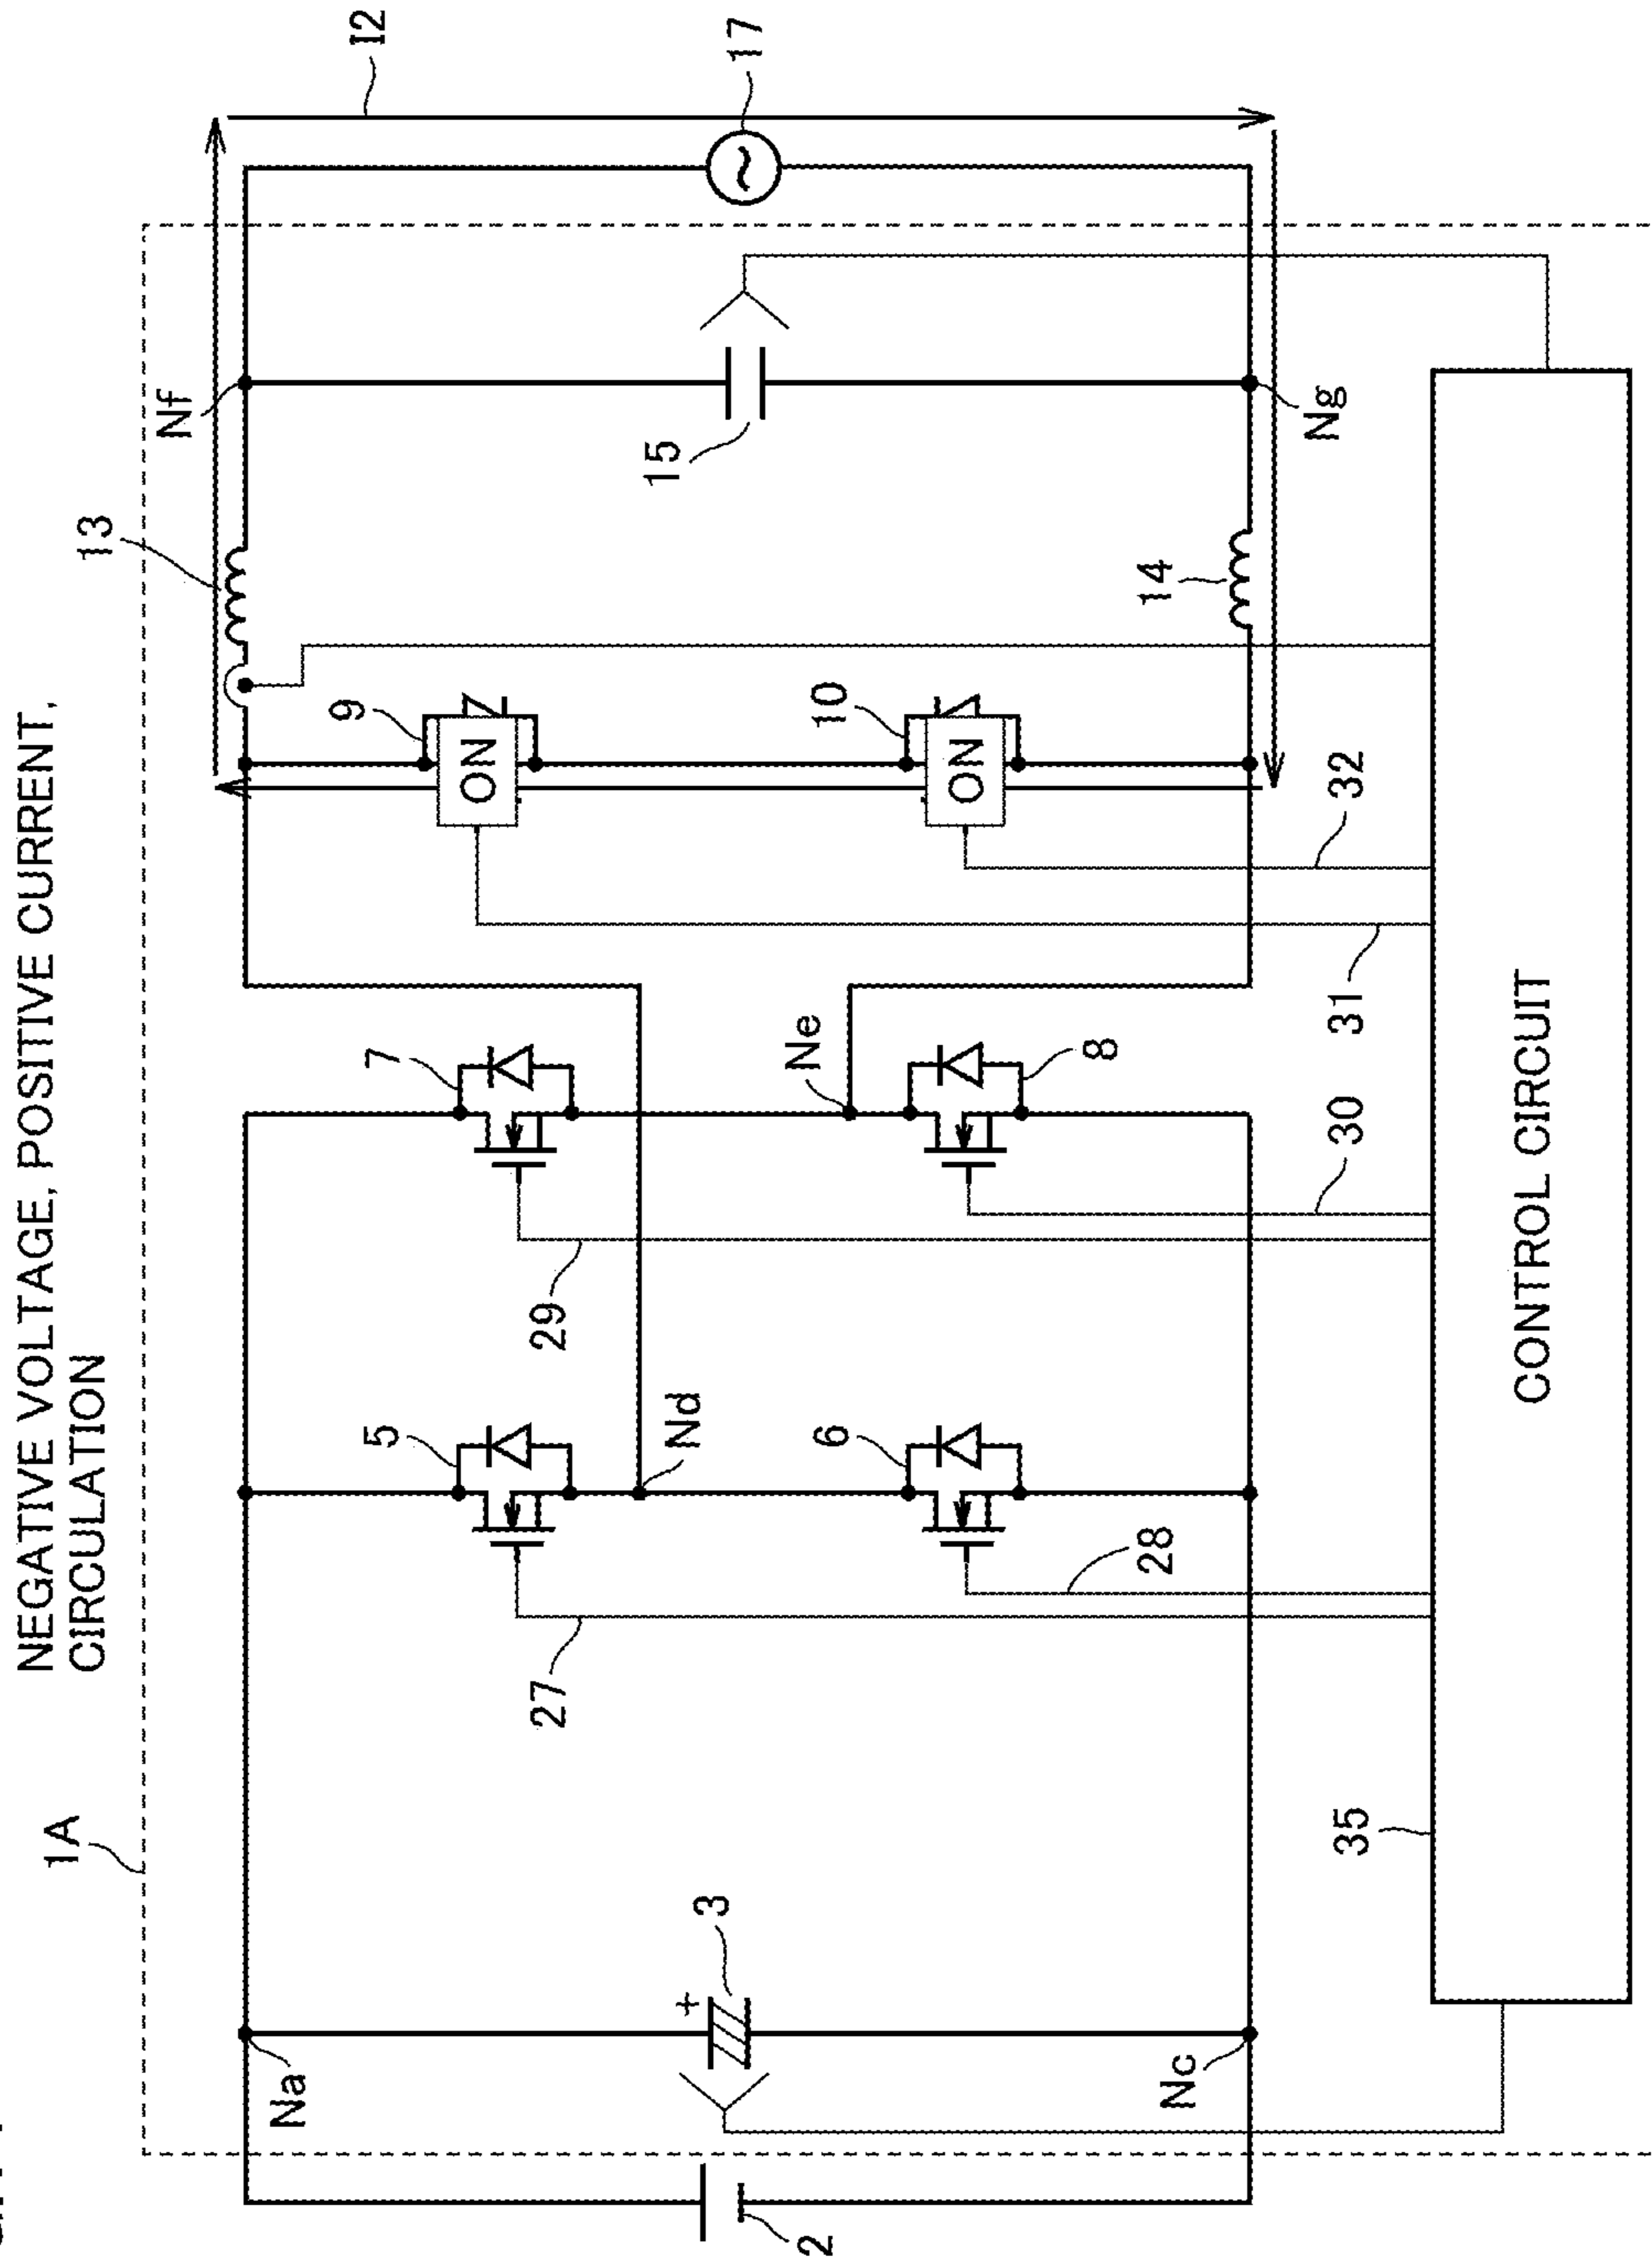 NEGATIVE VOLTAGE, POSITIVE CURRENT,
CIRCULATION
1A
13
I2
Nf
17
9
ON
15
10
ON
14
Ng
7
Ne
8
5
Nd
6
Na
+
3
Nc
2
27
28
29
30
31
32
35
CONTROL CIRCUIT